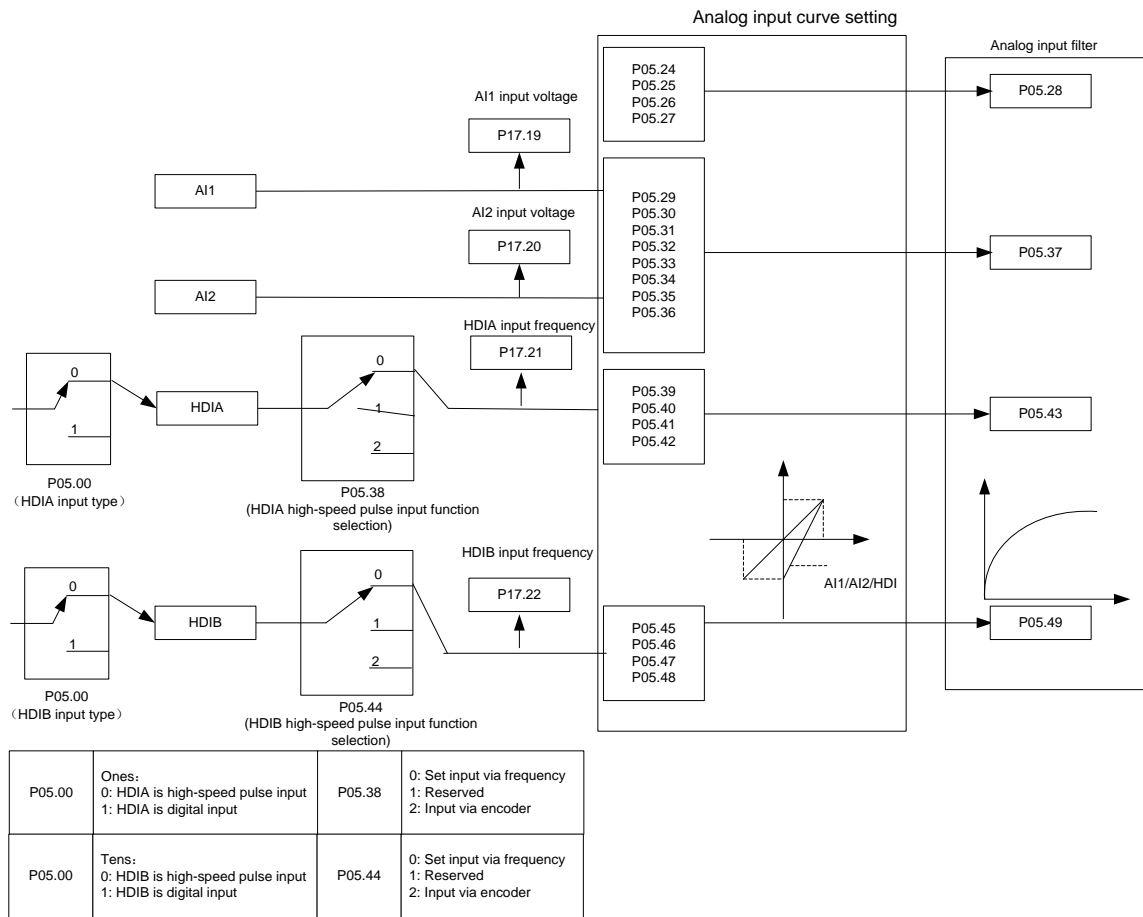 Analog input curve setting
Analog input filter
P05.24
P05.25
P05.26
P05.27
P05.28
AI1 input voltage
P17.19
AI1
AI2 input voltage
P17.20
AI2
P05.29
P05.30
P05.31
P05.32
P05.33
P05.34
P05.35
P05.36
P05.37
HDIA input frequency
P17.21
0
1
P05.00
（HDIA input type）
HDIA
0
1
2
P05.38
(HDIA high-speed pulse input function
selection)
P05.39
P05.40
P05.41
P05.42
P05.43
AI1/AI2/HDI
HDIB input frequency
P17.22
0
1
P05.00
（HDIB input type）
HDIB
0
1
2
P05.44
(HDIB high-speed pulse input function
selection)
P05.45
P05.46
P05.47
P05.48
P05.49
P05.00
Ones：
0: HDIA is high-speed pulse input
1: HDIA is digital input
P05.38
0: Set input via frequency
1: Reserved
2: Input via encoder
P05.00
Tens：
0: HDIB is high-speed pulse input
1: HDIB is digital input
P05.44
0: Set input via frequency
1: Reserved
2: Input via encoder